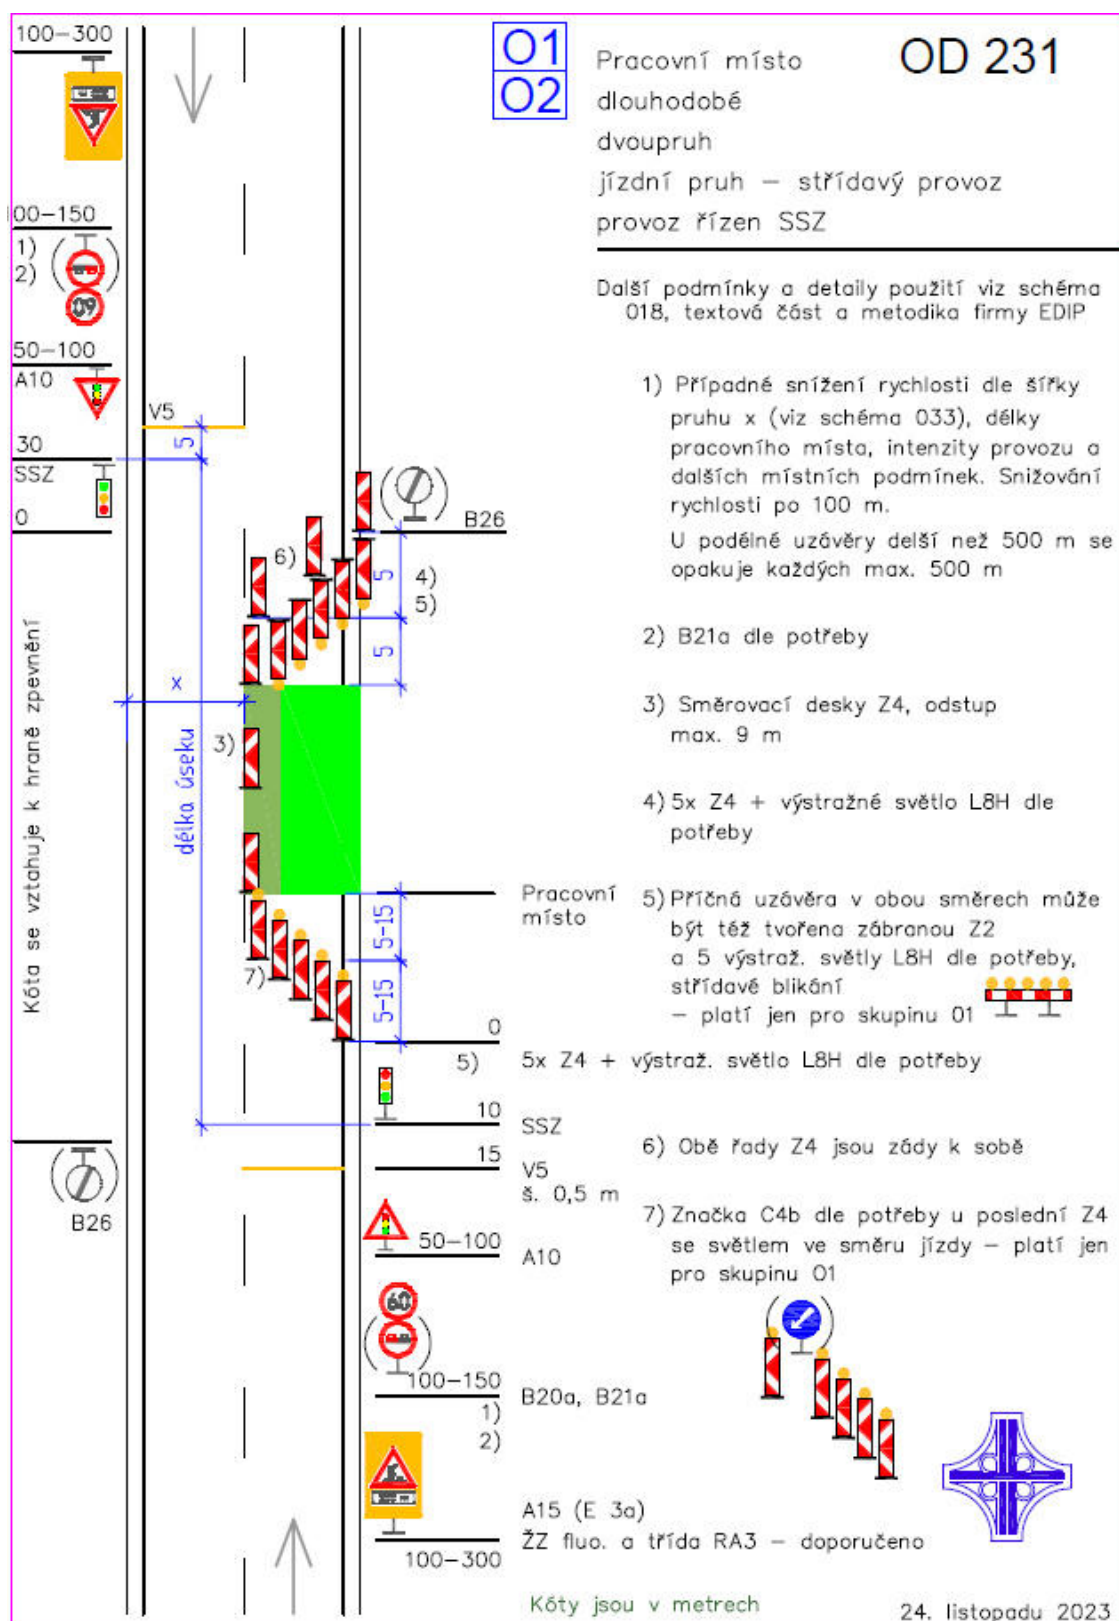 O1
O2
OD 231
Pracovní místo
dlouhodobé
dvoupruh
jízdní pruh – střídavý provoz
provoz řízen SSZ
Další podmínky a detaily použití viz schéma
018, textová část a metodika firmy EDIP
1) Případné snížení rychlosti dle šířky
pruhu x (viz schéma 033), délky
pracovního místa, intenzity provozu a
dalších místních podmínek. Snižování
rychlosti po 100 m.
U podélné uzávěry delší než 500 m se
opakuje každých max. 500 m
2) B21a dle potřeby
3) Směrovací desky Z4, odstup
max. 9 m
4) 5x Z4 + výstražné světlo L8H dle
potřeby
5) Příčná uzávěra v obou směrech může
být též tvořena zábranou Z2
a 5 výstraž. světly L8H dle potřeby,
střídavé blikání
– platí jen pro skupinu 01
6) Obě řady Z4 jsou zády k sobě
7) Značka C4b dle potřeby u poslední Z4
se světlem ve směru jízdy – platí jen
pro skupinu 01
100–300
00–150
1)
2)
60
50–100
A10
V5
5
30
SSZ
0
B26
6)
5
4)
5)
5
x
3)
délka úseku
Kóta se vztahuje k hraně zpevnění
Pracovní
místo
5-15
7)
5-15
0
5)
5x Z4 + výstraž. světlo L8H dle potřeby
10
SSZ
15
V5
š. 0,5 m
B26
50–100
A10
60
100–150
B20a, B21a
1)
2)
A15 (E 3a)
ŽZ fluo. a třída RA3 – doporučeno
100–300
Kóty jsou v metrech
24. listopadu 2023